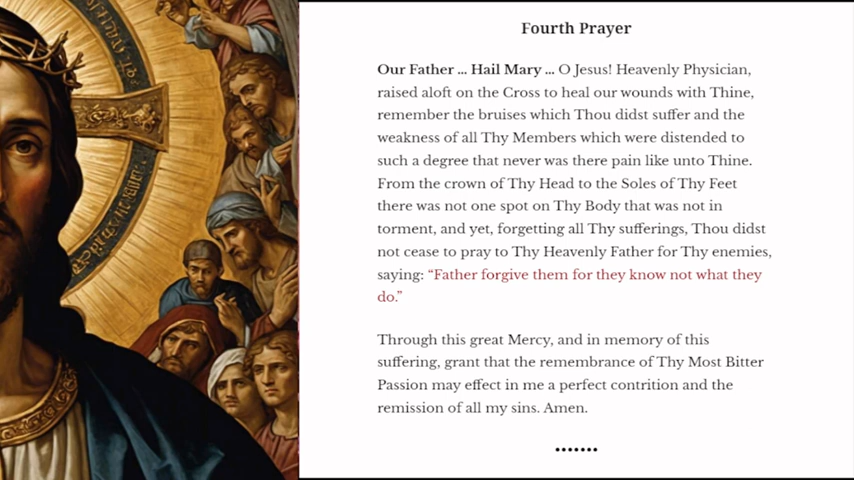 Fourth Prayer
Our Father ... Hail Mary ... O Jesus! Heavenly Physician,
raised aloft on the Cross to heal our wounds with Thine,
remember the bruises which Thou didst suffer and the
weakness of all Thy Members which were distended to
such a degree that never was there pain like unto Thine.
From the crown of Thy Head to the Soles of Thy Feet
there was not one spot on Thy Body that was not in
torment, and yet, forgetting all Thy sufferings, Thou didst
not cease to pray to Thy Heavenly Father for Thy enemies,
saying: “Father forgive them for they know not what they
do.”
Through this great Mercy, and in memory of this
suffering, grant that the remembrance of Thy Most Bitter
Passion may effect in me a perfect contrition and the
remission of all my sins. Amen.
•••••••